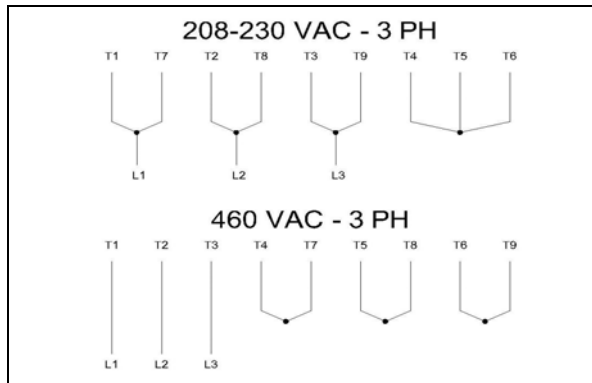 208-230 VAC - 3 PH
T1 T7 T2 T8 T3 T9 T4 T5 T6
L1 L2 L3
460 VAC - 3 PH
T1 T2 T3 T4 T7 T5 T8 T6 T9
L1 L2 L3